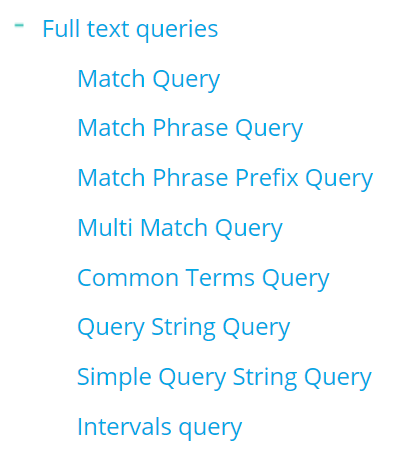 Full text queries
Match Query
Match Phrase Query
Match Phrase Prefix Query
Multi Match Query
Common Terms Query
Query String Query
Simple Query String Query
Intervals query